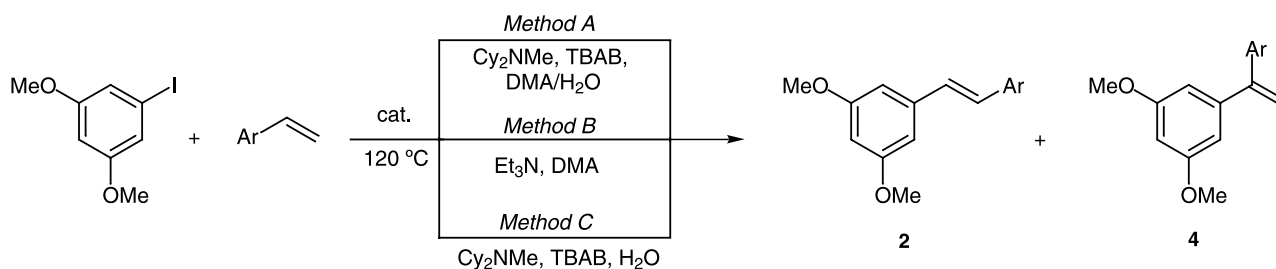 Method A
Cy₂NMe, TBAB,
DMA/H₂O
MeO
I
OMe
+
Ar
cat.
120 ºC
Method B
Et₃N, DMA
Method C
Cy₂NMe, TBAB, H₂O
MeO
Ar
OMe
2
+
Ar
MeO
OMe
4